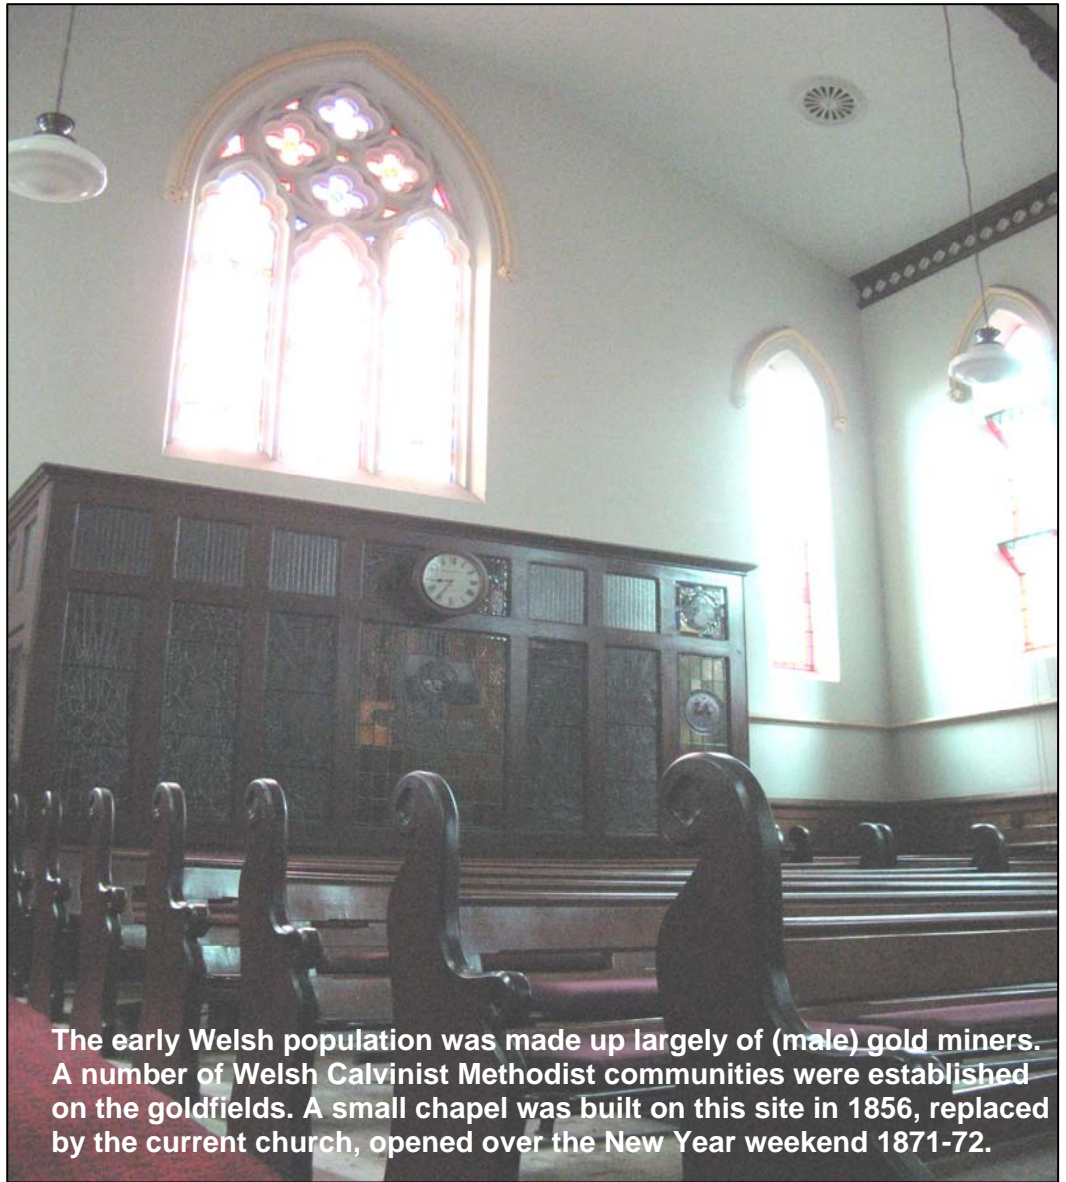 The early Welsh population was made up largely of (male) gold miners.
A number of Welsh Calvinist Methodist communities were established
on the goldfields. A small chapel was built on this site in 1856, replaced
by the current church, opened over the New Year weekend 1871-72.